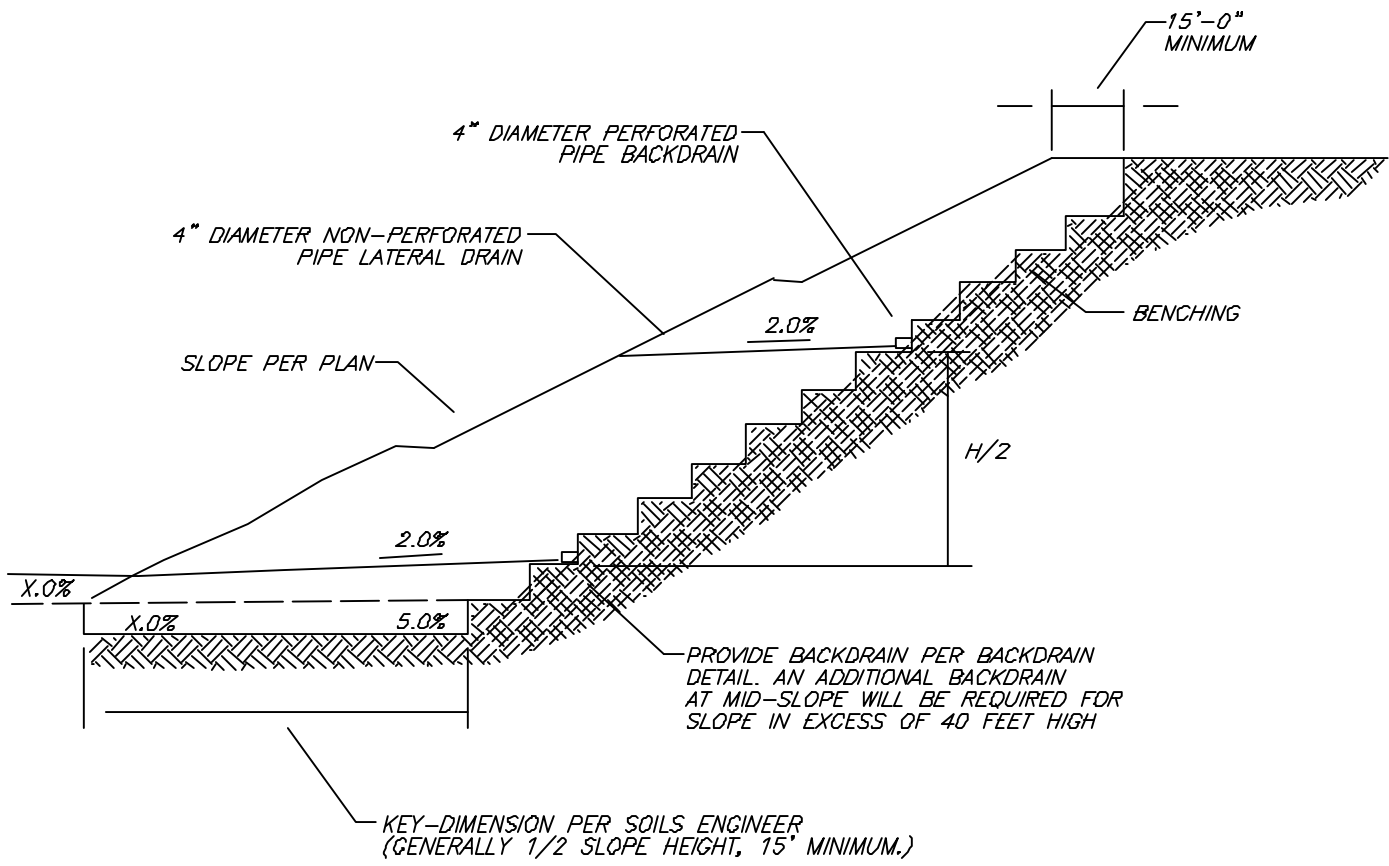 15'-0"
MINIMUM
4" DIAMETER PERFORATED
PIPE BACKDRAIN
4" DIAMETER NON-PERFORATED
PIPE LATERAL DRAIN
BENCHING
2.0%
SLOPE PER PLAN
H/2
2.0%
X.0%
X.0%
5.0%
PROVIDE BACKDRAIN PER BACKDRAIN
DETAIL. AN ADDITIONAL BACKDRAIN
AT MID-SLOPE WILL BE REQUIRED FOR
SLOPE IN EXCESS OF 40 FEET HIGH
KEY-DIMENSION PER SOILS ENGINEER
(GENERALLY 1/2 SLOPE HEIGHT, 15' MINIMUM.)